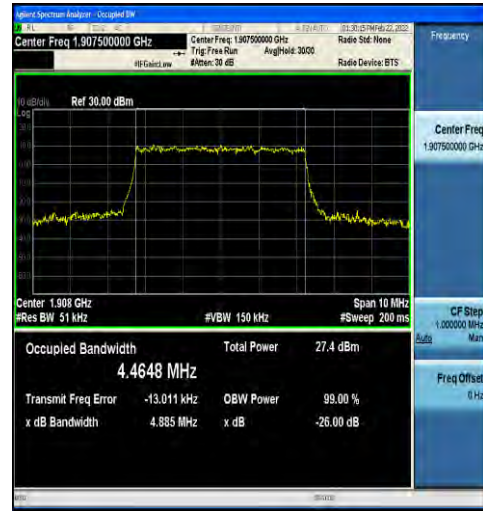 Agilent Spectrum Analyzer - Occupied BW
RL
Center Freq 1.907500000 GHz
Center Freq: 1.907500000 GHz
Trig: Free Run
Avg|Hold: 30/30
#IFGain:Low
#Atten: 30 dB
01:30:15 PM Feb 22, 2022
Radio Std: None
Radio Device: BTS
Frequency
10 dB/div
Ref 30.00 dBm
Log
Center Freq
1.907500000 GHz
Center 1.908 GHz
Span 10 MHz
#Res BW 51 kHz
#VBW 150 kHz
#Sweep 200 ms
CF Step
1.000000 MHz
Auto
Man
Occupied Bandwidth
Total Power
27.4 dBm
4.4648 MHz
Freq Offset
0 Hz
Transmit Freq Error
-13.011 kHz
OBW Power
99.00 %
x dB Bandwidth
4.885 MHz
x dB
-26.00 dB